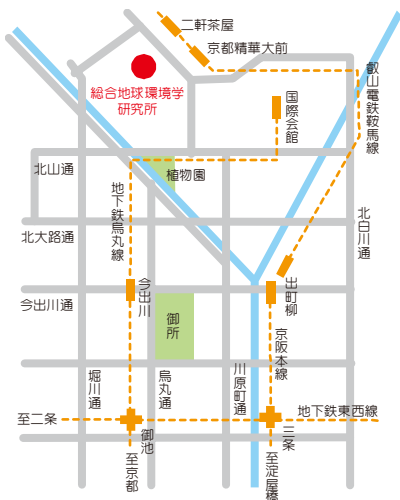 二軒茶屋
京都精華大前
総合地球環境学
研究所
国際会館
叡山電鉄鞍馬線
北山通
植物園
地下鉄烏丸線
北大路通
北白川通
今出川
出町柳
今出川通
御所
京阪本線
堀川通
烏丸通
川原町通
地下鉄東西線
至二条
御池
三条
至京都
至淀屋橋